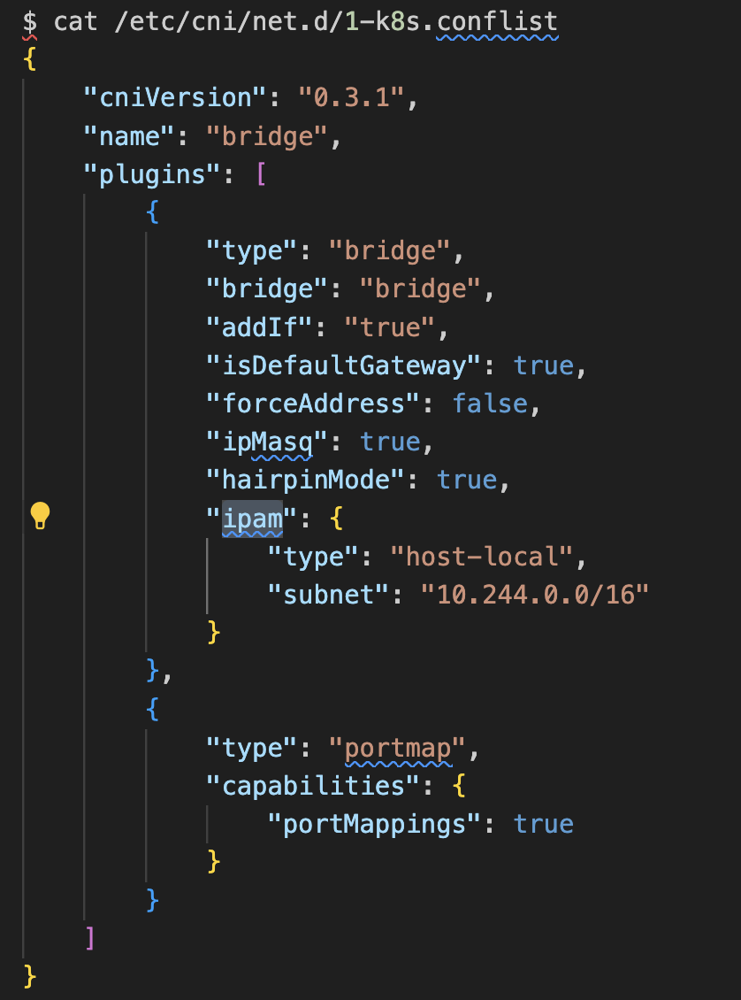 $ cat /etc/cni/net.d/1-k8s.conflist
{
    "cniVersion": "0.3.1",
    "name": "bridge",
    "plugins": [
        {
            "type": "bridge",
            "bridge": "bridge",
            "addIf": "true",
            "isDefaultGateway": true,
            "forceAddress": false,
            "ipMasq": true,
            "hairpinMode": true,
            "ipam": {
                "type": "host-local",
                "subnet": "10.244.0.0/16"
            }
        },
        {
            "type": "portmap",
            "capabilities": {
                "portMappings": true
            }
        }
    ]
}